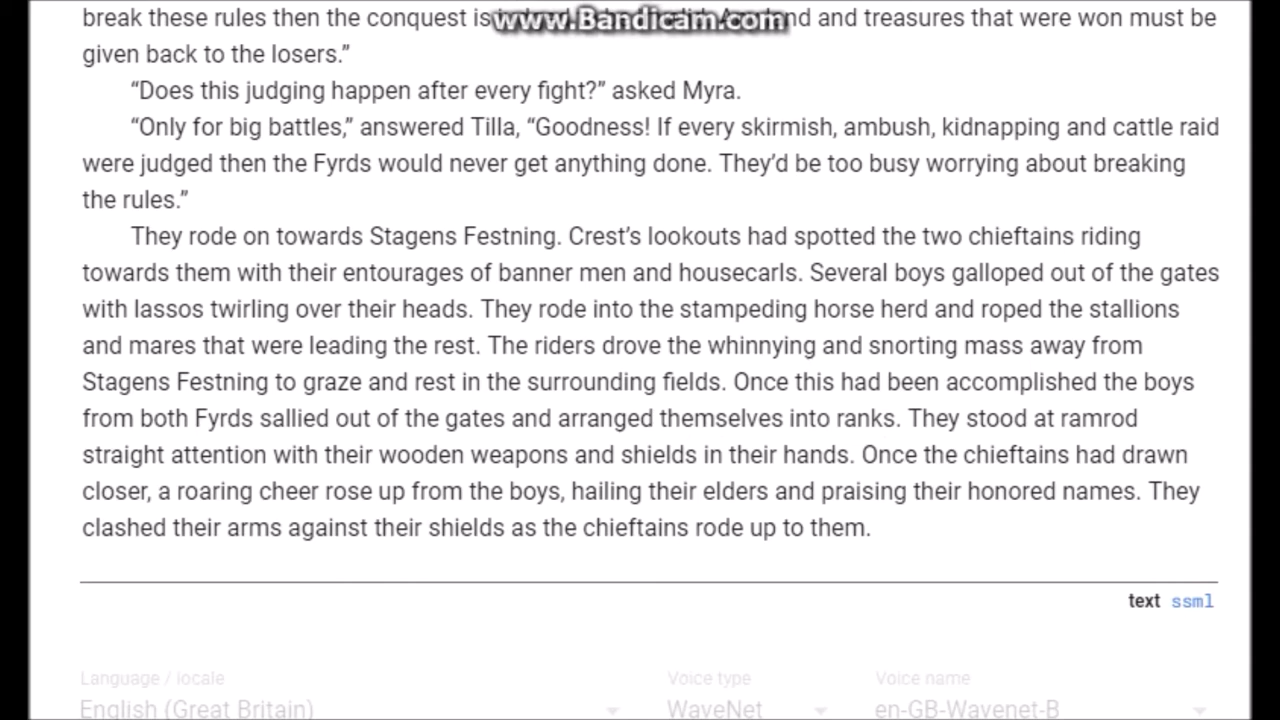 break these rules then the conquest is www.Bandicam.com and and treasures that were won must be
given back to the losers.”
“Does this judging happen after every fight?” asked Myra.
“Only for big battles,” answered Tilla, “Goodness! If every skirmish, ambush, kidnapping and cattle raid
were judged then the Fyrds would never get anything done. They’d be too busy worrying about breaking
the rules.”
They rode on towards Stagens Festning. Crest’s lookouts had spotted the two chieftains riding
towards them with their entourages of banner men and housecarls. Several boys galloped out of the gates
with lassos twirling over their heads. They rode into the stampeding horse herd and roped the stallions
and mares that were leading the rest. The riders drove the whinnying and snorting mass away from
Stagens Festning to graze and rest in the surrounding fields. Once this had been accomplished the boys
from both Fyrds sallied out of the gates and arranged themselves into ranks. They stood at ramrod
straight attention with their wooden weapons and shields in their hands. Once the chieftains had drawn
closer, a roaring cheer rose up from the boys, hailing their elders and praising their honored names. They
clashed their arms against their shields as the chieftains rode up to them.
text ssml
Language / locale Voice type Voice name
English (Great Britain) WaveNet en-GB-Wavenet-B